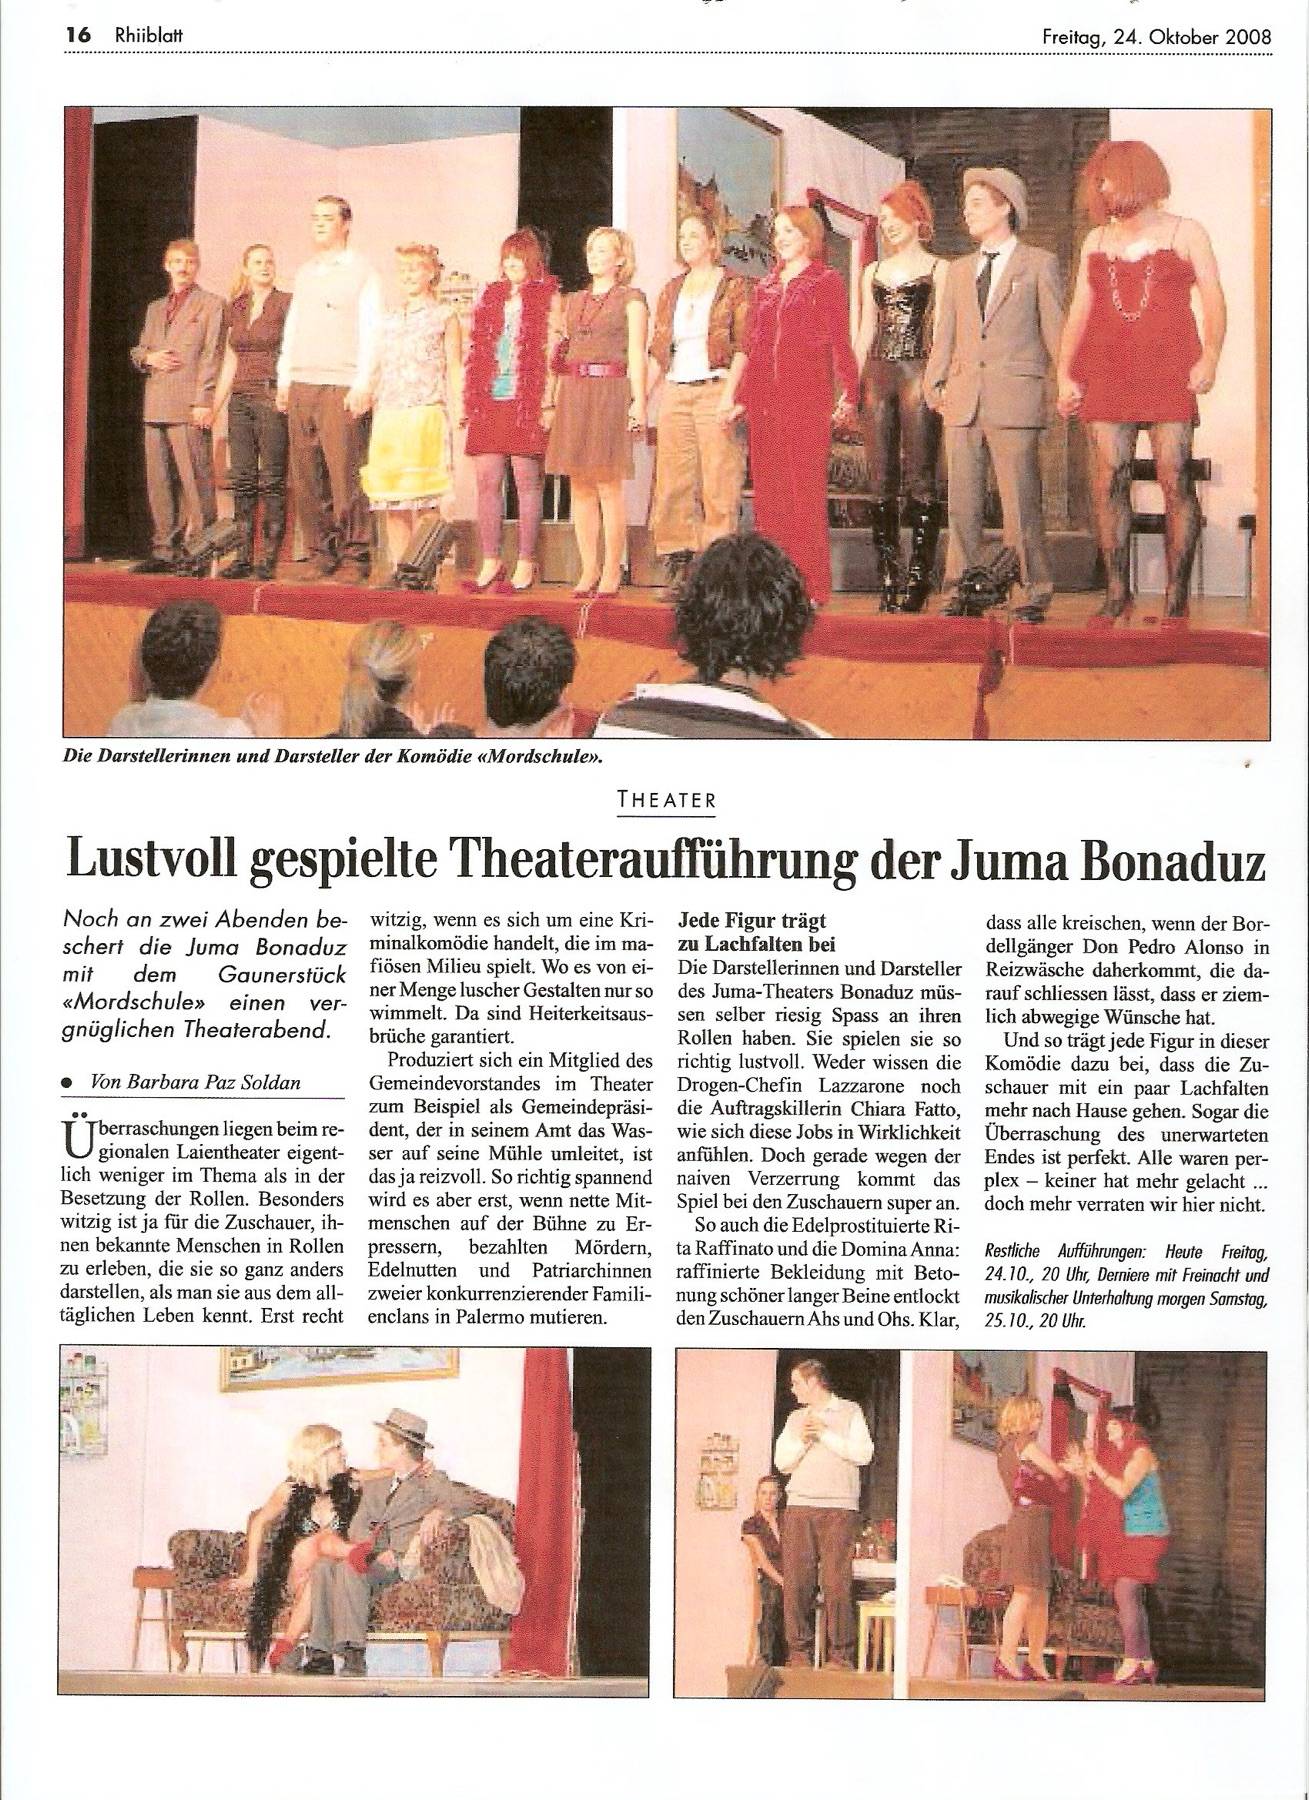 16 Rhiiblatt
Freitag, 24. Oktober 2008
Die Darstellerinnen und Darsteller der Komödie «Mordschule».
THEATER
Lustvoll gespielte Theateraufführung der Juma Bonaduz
Noch an zwei Abenden be-
schert die Juma Bonaduz
mit dem Gaunerstück
«Mordschule» einen ver-
gnüglichen Theaterabend.
● Von Barbara Paz Soldan
Überraschungen liegen beim re-
gionalen Laientheater eigent-
lich weniger im Thema als in der
Besetzung der Rollen. Besonders
witzig ist ja für die Zuschauer, ih-
nen bekannte Menschen in Rollen
zu erleben, die sie so ganz anders
darstellen, als man sie aus dem all-
täglichen Leben kennt. Erst recht
witzig, wenn es sich um eine Kri-
minalkomödie handelt, die im ma-
fiösen Milieu spielt. Wo es von ei-
ner Menge luscher Gestalten nur so
wimmelt. Da sind Heiterkeitsaus-
brüche garantiert.
Produziert sich ein Mitglied des
Gemeindevorstandes im Theater
zum Beispiel als Gemeindepräsi-
dent, der in seinem Amt das Was-
ser auf seine Mühle umleitet, ist
das ja reizvoll. So richtig spannend
wird es aber erst, wenn nette Mit-
menschen auf der Bühne zu Er-
pressern, bezahlten Mördern,
Edelnutten und Patriarchinnen
zweier konkurrenzierender Famili-
enclans in Palermo mutieren.
Jede Figur trägt
zu Lachfalten bei
Die Darstellerinnen und Darsteller
des Juma-Theaters Bonaduz müs-
sen selber riesig Spass an ihren
Rollen haben. Sie spielen sie so
richtig lustvoll. Weder wissen die
Drogen-Chefin Lazzarone noch
die Auftragskillerin Chiara Fatto,
wie sich diese Jobs in Wirklichkeit
anfühlen. Doch gerade wegen der
naiven Verzerrung kommt das
Spiel bei den Zuschauern super an.
So auch die Edelprostituierte Ri-
ta Raffinato und die Domina Anna:
raffinierte Bekleidung mit Beto-
nung schöner langer Beine entlockt
den Zuschauern Ahs und Ohs. Klar,
dass alle kreischen, wenn der Bor-
dellgänger Don Pedro Alonso in
Reizwäsche daherkommt, die da-
rauf schliessen lässt, dass er ziem-
lich abwegige Wünsche hat.
Und so trägt jede Figur in dieser
Komödie dazu bei, dass die Zu-
schauer mit ein paar Lachfalten
mehr nach Hause gehen. Sogar die
Überraschung des unerwarteten
Endes ist perfekt. Alle waren per-
plex – keiner hat mehr gelacht ...
doch mehr verraten wir hier nicht.
Restliche Aufführungen: Heute Freitag,
24.10., 20 Uhr, Derniere mit Freinacht und
musikalischer Unterhaltung morgen Samstag,
25.10., 20 Uhr.